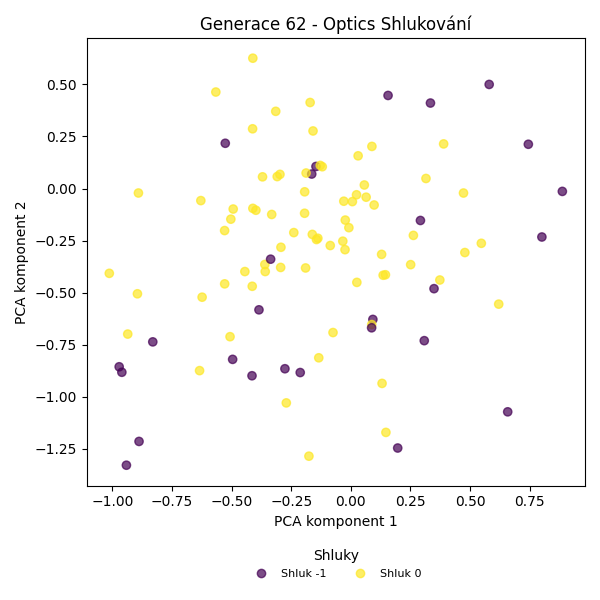 Generace 62 - Optics Shlukování
PCA komponent 2
0.50
0.25
0.00
−0.25
−0.50
−0.75
−1.00
−1.25
−1.00 −0.75 −0.50 −0.25 0.00 0.25 0.50 0.75
PCA komponent 1
Shluky
Shluk -1 Shluk 0